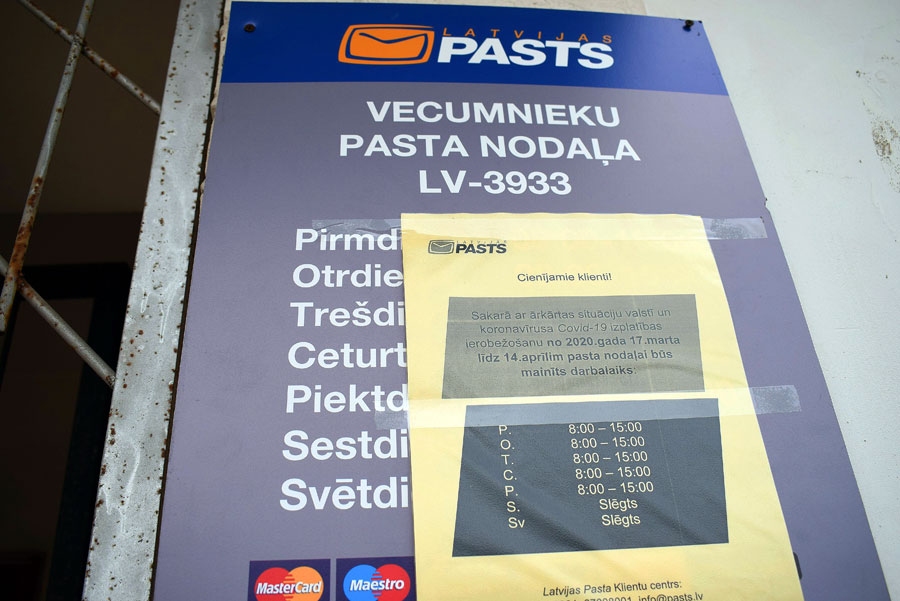 LATVIJAS
PASTS
VECUMNIEKU
PASTA NODAĻA
LV-3933
Pirmd
Otrdie
Trešdi
Ceturt
Piektd
Sestdi
Svētdi
MasterCard
Maestro
LATVIJAS
PASTS
Cienījamie klienti!
Sakarā ar ārkārtas situāciju valstī un
koronavīrusa Covid-19 izplatības
ierobežošanu no 2020.gada 17.marta
līdz 14.aprīlim pasta nodaļai būs
mainīts darbalaiks:
P. 8:00 – 15:00
O. 8:00 – 15:00
T. 8:00 – 15:00
C. 8:00 – 15:00
P. 8:00 – 15:00
S. Slēgts
Sv Slēgts
Latvijas Pasta Klientu centrs:
info@pasts.lv